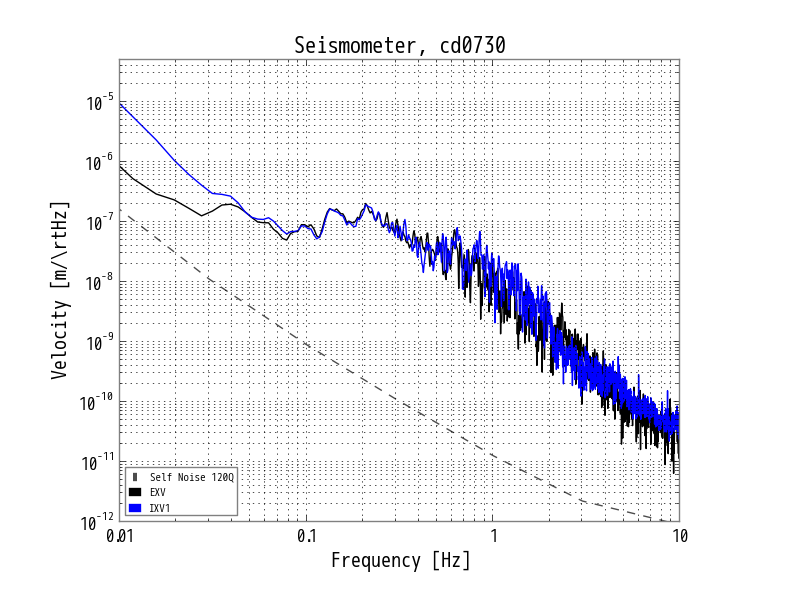 Seismometer, cd0730
Velocity [m/\rtHz]
10^-5
10^-6
10^-7
10^-8
10^-9
10^-10
10^-11
10^-12
Self Noise 120Q
EXV
IXV1
0.01 0.1 1 10
Frequency [Hz]